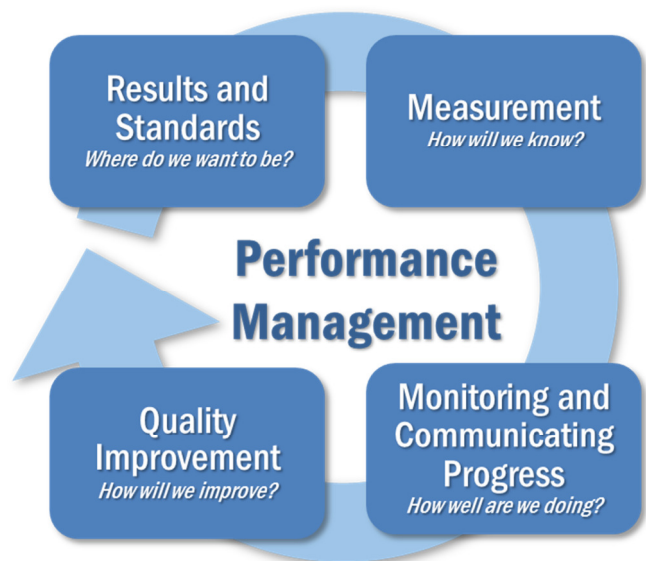 Results and
Standards
Where do we want to be?
Measurement
How will we know?
Performance
Management
Quality
Improvement
How will we improve?
Monitoring and
Communicating
Progress
How well are we doing?